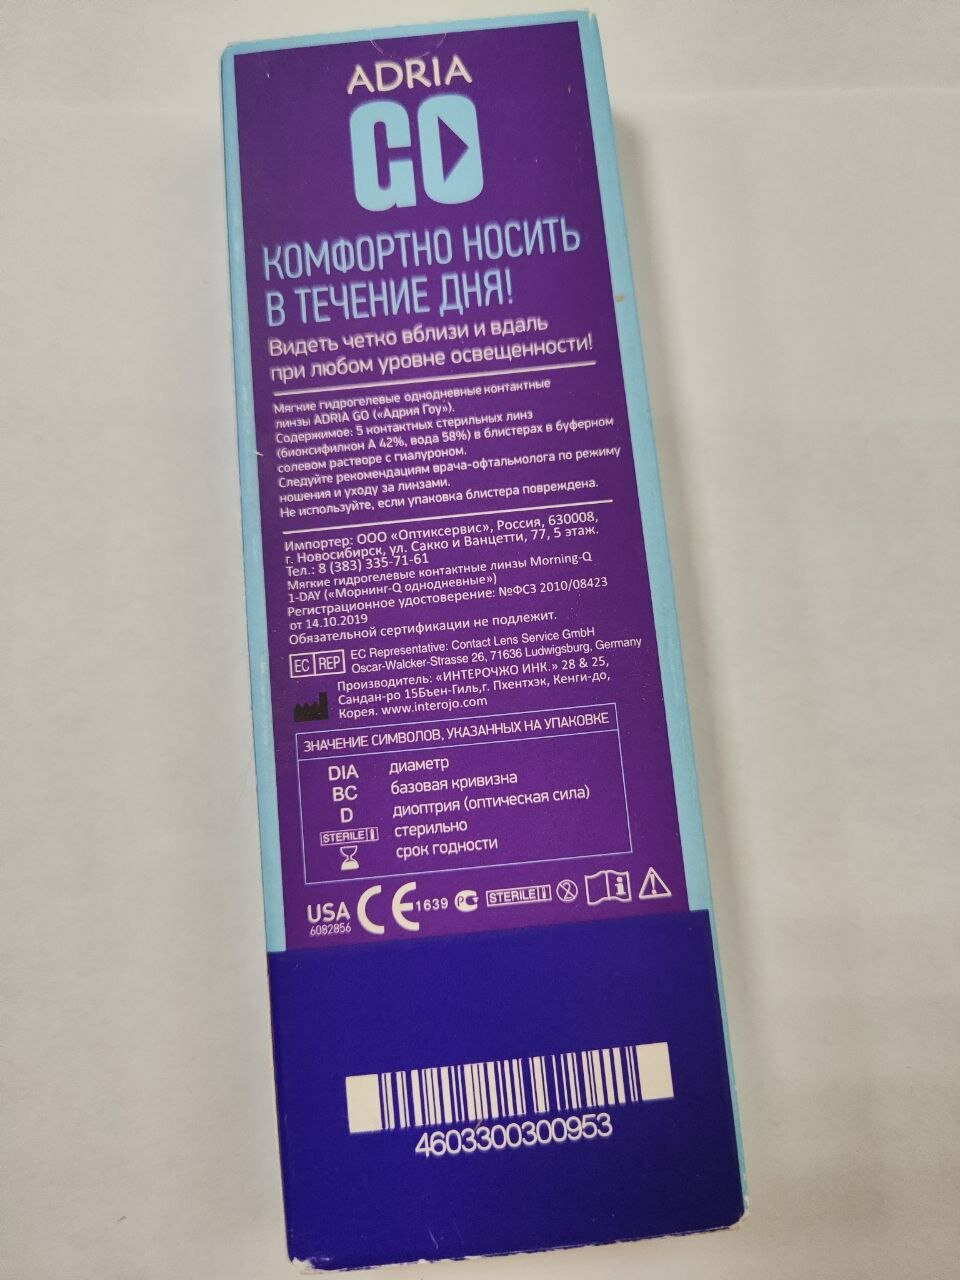 ADRIA
GO
КОМФОРТНО НОСИТЬ
В ТЕЧЕНИЕ ДНЯ!
Видеть четко вблизи и вдаль
при любом уровне освещенности!
Мягкие гидрогелевые однодневные контактные
линзы ADRIA GO («Адрия Гоу»).
Содержимое: 5 контактных стерильных линз
(биоксифилкон А 42%, вода 58%) в блистерах в буферном
солевом растворе с гиалуроном.
Следуйте рекомендациям врача-офтальмолога по режиму
ношения и уходу за линзами.
Не используйте, если упаковка блистера повреждена.
Импортер: ООО «Оптиксервис», Россия, 630008,
г. Новосибирск, ул. Сакко и Ванцетти, 77, 5 этаж.
Тел.: 8 (383) 335-71-61
Мягкие гидрогелевые контактные линзы Morning-Q
1-DAY («Морнинг-Q однодневные»)
Регистрационное удостоверение: №ФСЗ 2010/08423
от 14.10.2019
Обязательной сертификации не подлежит.
EC REP EC Representative: Contact Lens Service GmbH
Oscar-Walcker-Strasse 26, 71636 Ludwigsburg, Germany
Производитель: «ИНТЕРОЧЖО ИНК.» 28 & 25,
Сандан-ро 15Бъен-Гиль,г. Пхентхэк, Кенги-до,
Корея. www.interojo.com
ЗНАЧЕНИЕ СИМВОЛОВ, УКАЗАННЫХ НА УПАКОВКЕ
DIA диаметр
BC базовая кривизна
D диоптрия (оптическая сила)
STERILE стерильно
срок годности
USA CE 1639 РСТ STERILE 2 i
6082856
4603300300953